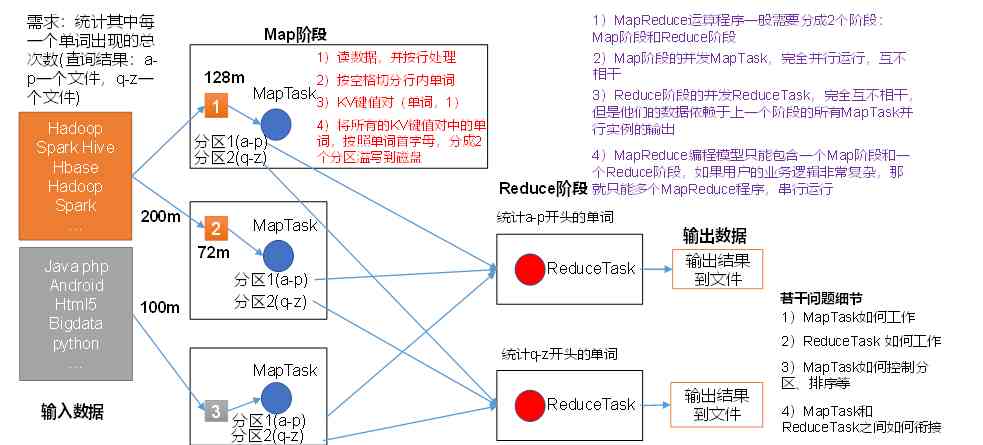 需求：统计其中每
一个单词出现的总
次数(查询结果：a-
p一个文件，q-z一
个文件)
Hadoop
Spark Hive
Hbase
Hadoop
Spark
...
200m
Java php
Android
Html5
Bigdata
python
...
100m
输入数据
Map阶段
128m
1
MapTask
分区1(a-p)
分区2(q-z)
1）读数据，并按行处理
2）按空格切分行内单词
3）KV键值对（单词，1）
4）将所有的KV键值对中的单
词，按照单词首字母，分成2
个分区溢写到磁盘
2
72m
MapTask
分区1(a-p)
分区2(q-z)
3
MapTask
分区1(a-p)
分区2(q-z)
Reduce阶段
统计a-p开头的单词
ReduceTask
统计q-z开头的单词
ReduceTask
输出数据
输出结果
到文件
输出结果
到文件
1）MapReduce运算程序一般需要分成2个阶段：
Map阶段和Reduce阶段
2）Map阶段的并发MapTask，完全并行运行，互不
相干
3）Reduce阶段的并发ReduceTask，完全互不相干，
但是他们的数据依赖于上一个阶段的所有MapTask并
行实例的输出
4）MapReduce编程模型只能包含一个Map阶段和一
个Reduce阶段，如果用户的业务逻辑非常复杂，那
就只能多个MapReduce程序，串行运行
若干问题细节
1）MapTask如何工作
2）ReduceTask 如何工作
3）MapTask如何控制分
区、排序等
4）MapTask和
ReduceTask之间如何衔接